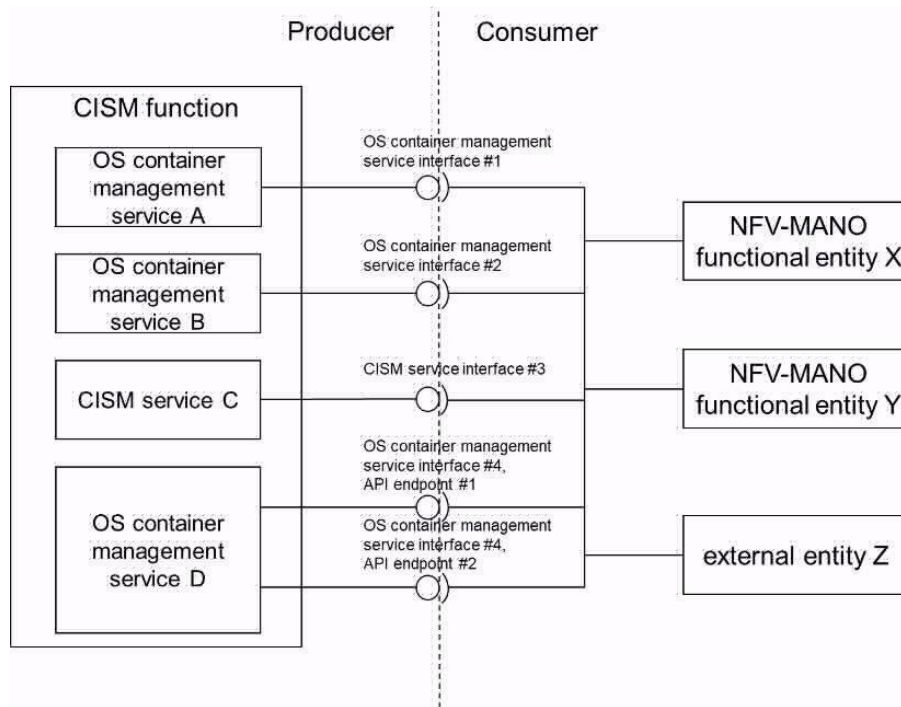 Producer
Consumer
CISM function
OS container
management
service A
OS container management
service interface #1
OS container
management
service B
OS container management
service interface #2
CISM service C
CISM service interface #3
OS container
management
service D
OS container management
service interface #4,
API endpoint #1
OS container management
service interface #4,
API endpoint #2
NFV-MANO
functional entity X
NFV-MANO
functional entity Y
external entity Z